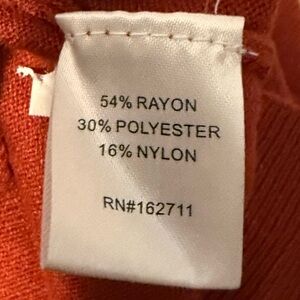 54% RAYON
30% POLYESTER
16% NYLON
RN#162711